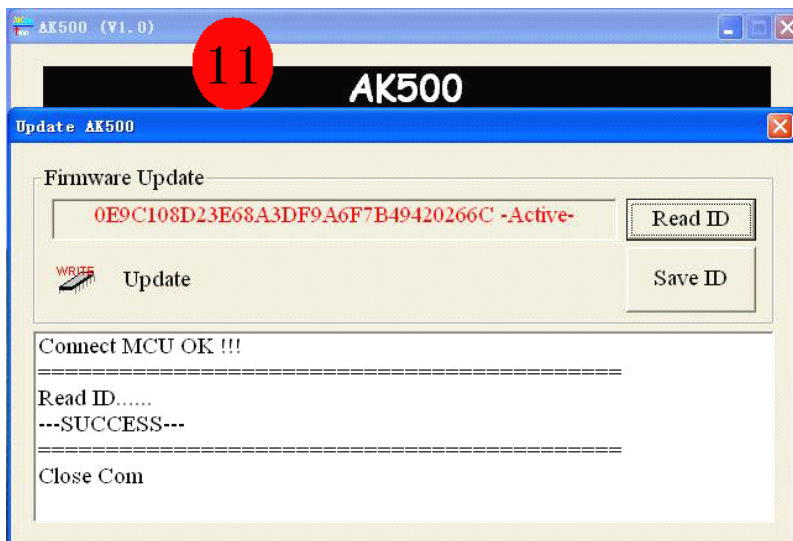 AK500 (V1.0)
11
AK500
Update AK500
Firmware Update
0E9C108D23E68A3DF9A6F7B49420266C -Active-
Read ID
WRITE
Update
Save ID
Connect MCU OK !!!
===========================================
Read ID......
---SUCCESS---
===========================================
Close Com